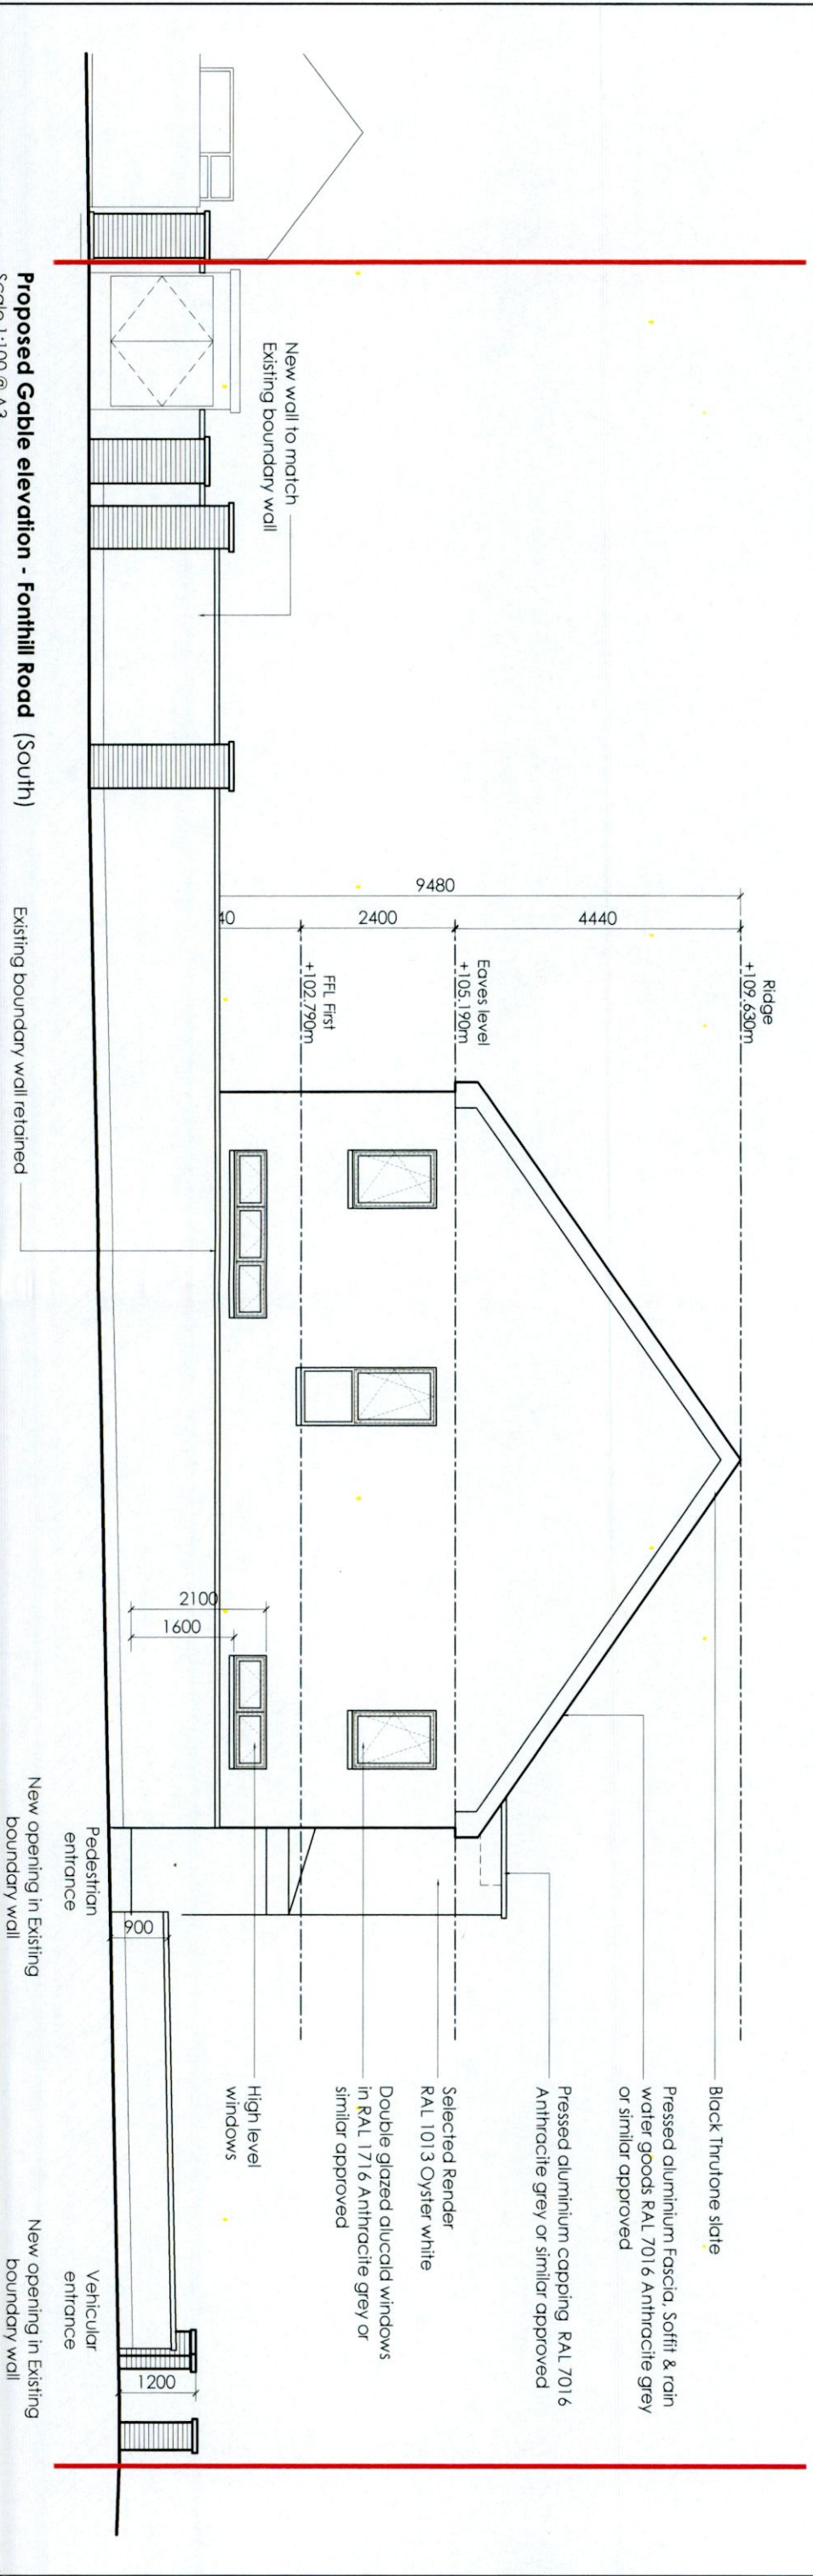 Ridge
+109.630m
Eaves level
+105.190m
FFL First
+102.790m
9480
4440
2400
40
New wall to match
Existing boundary wall
2100
1600
900
1200
Black Thrutone slate
Pressed aluminium Fascia, Soffit & rain
water goods RAL 7016 Anthracite grey
or similar approved
Pressed aluminium capping RAL 7016
Anthracite grey or similar approved
Selected Render
RAL 1013 Oyster white
Double glazed alucald windows
in RAL 1716 Anthracite grey or
similar approved
High level
windows
Pedestrian
entrance
New opening in Existing
boundary wall
Vehicular
entrance
New opening in Existing
boundary wall
Existing boundary wall retained
Proposed Gable elevation - Fonthill Road (South)
Scale 1:100 @ A3